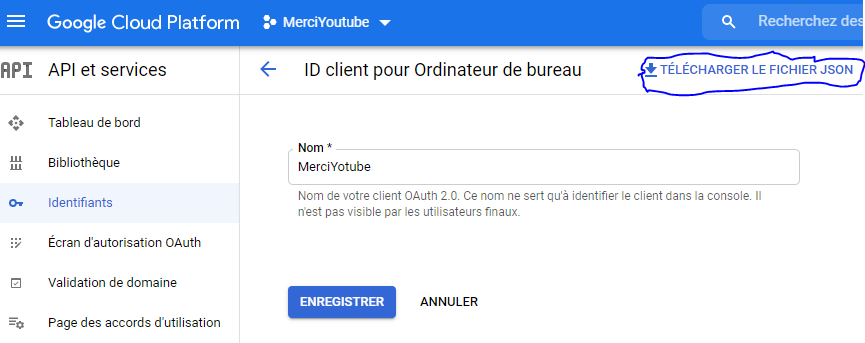 Google Cloud Platform
MerciYoutube
Recherchez des
API
API et services
ID client pour Ordinateur de bureau
TÉLÉCHARGER LE FICHIER JSON
Tableau de bord
Bibliothèque
Identifiants
Écran d'autorisation OAuth
Validation de domaine
Page des accords d'utilisation
Nom *
MerciYotube
Nom de votre client OAuth 2.0. Ce nom ne sert qu'à identifier le client dans la console. Il
n'est pas visible par les utilisateurs finaux.
ENREGISTRER
ANNULER